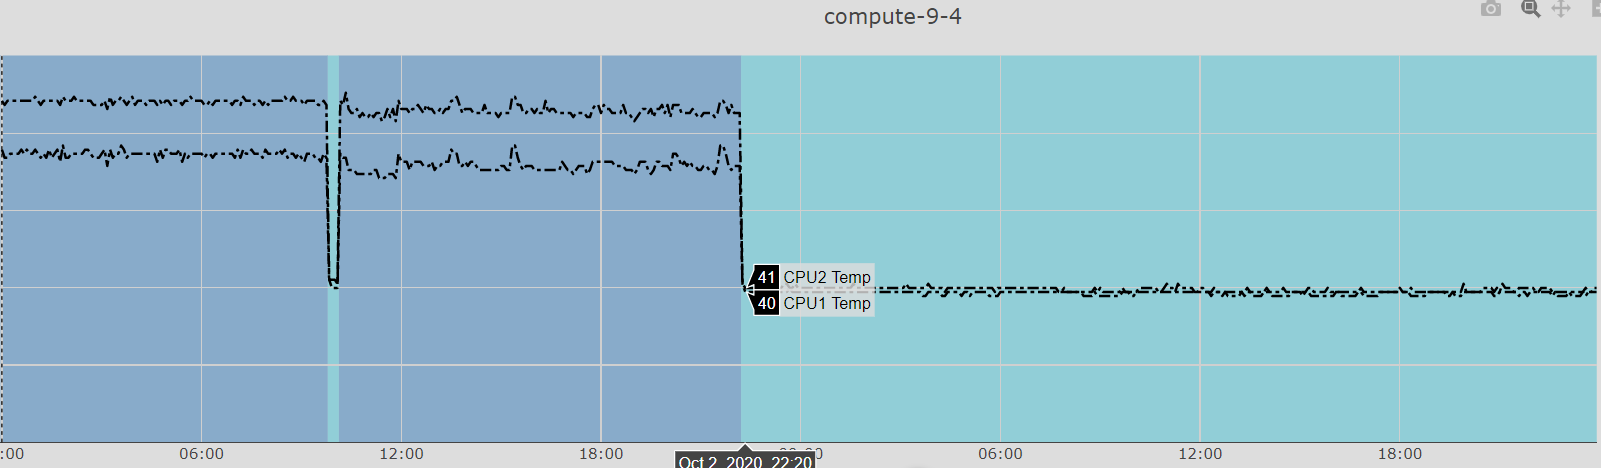 compute-9-4
41 CPU2 Temp
40 CPU1 Temp
:00 06:00 12:00 18:00 06:00 12:00 18:00
Oct 2, 2020, 22:20